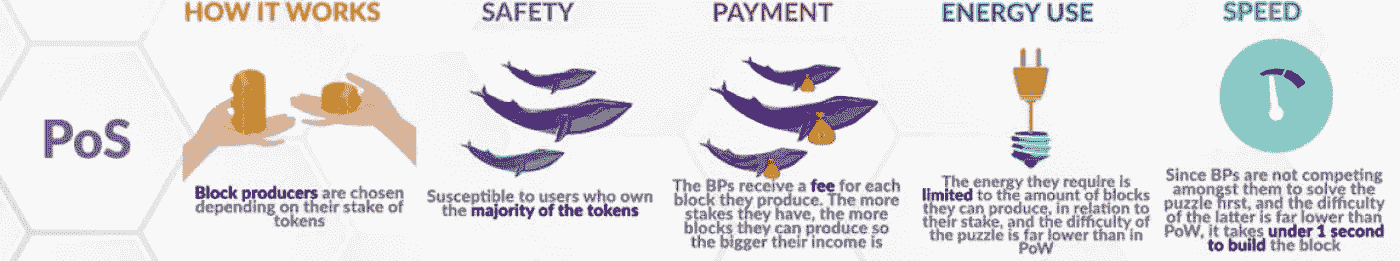 HOW IT WORKS
SAFETY
PAYMENT
ENERGY USE
SPEED
PoS
Block producers are chosen
depending on their stake of
tokens
Susceptible to users who own
the majority of the tokens
The BPs receive a fee for each
block they produce. The more
stakes they have, the more
blocks they can produce so
the bigger their income is
The energy they require is
limited to the amount of blocks
they can produce, in relation to
their stake, and the difficulty of
the puzzle is far lower than in
PoW
Since BPs are not competing
amongst them to solve the
puzzle first, and the difficulty
of the latter is far lower than
PoW, it takes under 1 second
to build the block